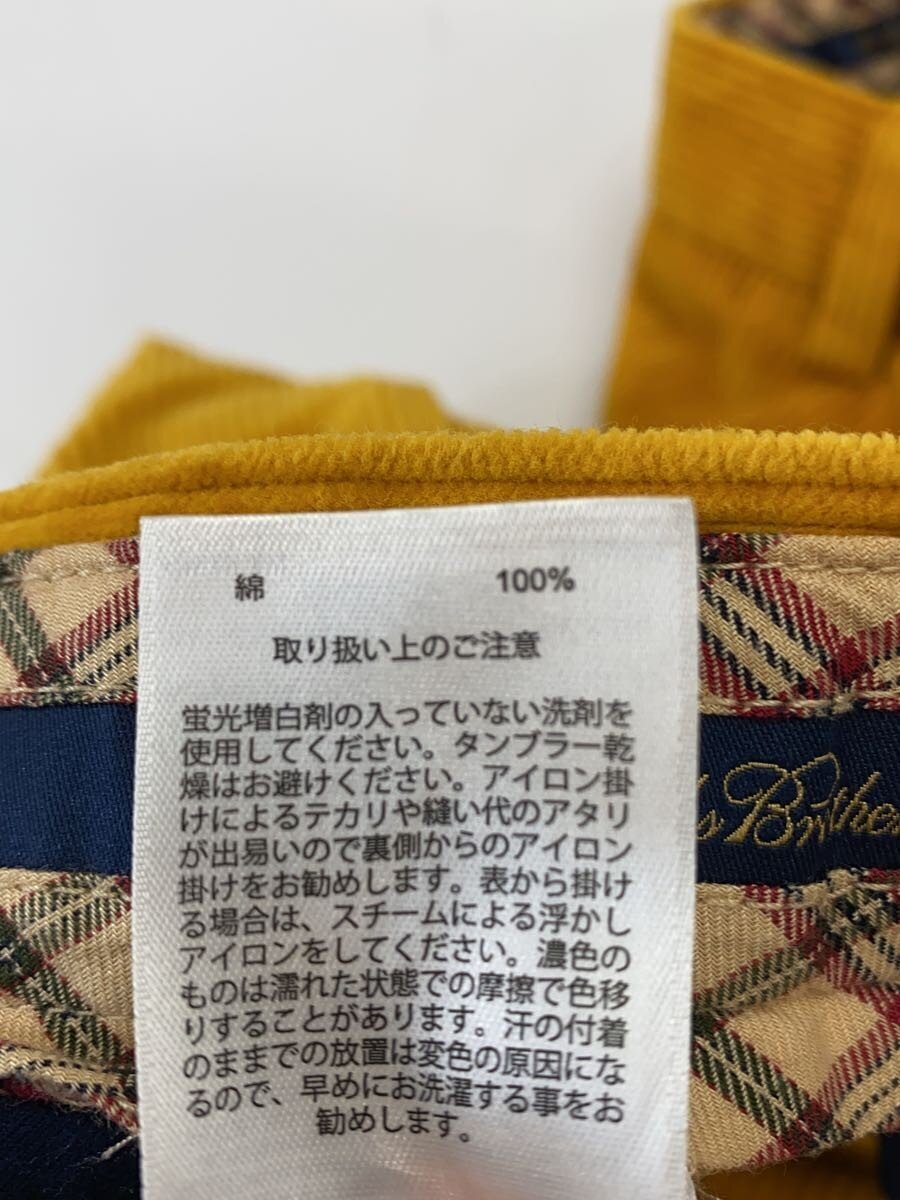 綿 100%
取り扱い上のご注意
蛍光増白剤の入っていない洗剤を
使用してください。タンブラー乾
燥はお避けください。アイロン掛
けによるテカリや縫い代のアタリ
が出易いので裏側からのアイロン
掛けをお勧めします。表から掛け
る場合は、スチームによる浮かし
アイロンをしてください。濃色の
ものは濡れた状態での摩擦で色移
りすることがあります。汗の付着
のままでの放置は変色の原因にな
るので、早めにお洗濯する事をお
勧めします。